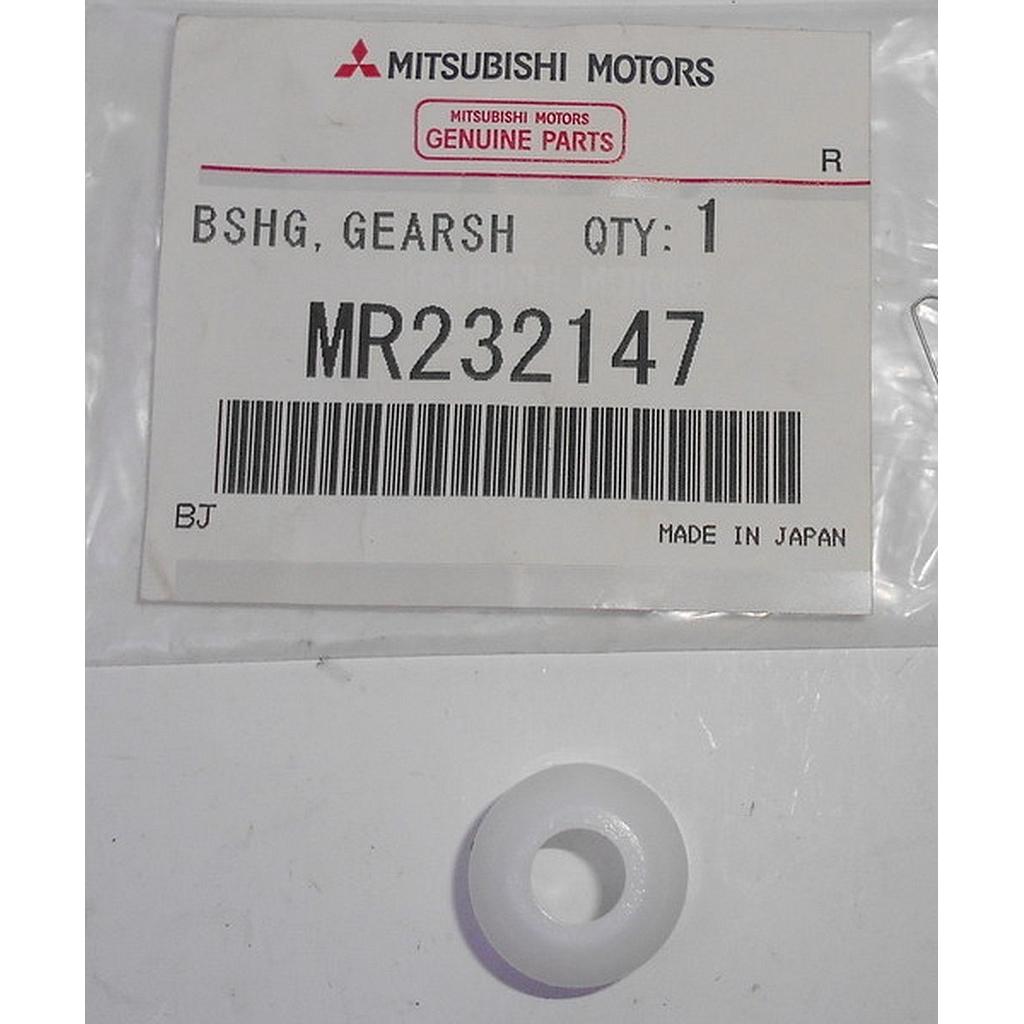 MITSUBISHI MOTORS
MITSUBISHI MOTORS
GENUINE PARTS
R
BSHG, GEARSH QTY: 1
MR232147
BJ
MADE IN JAPAN